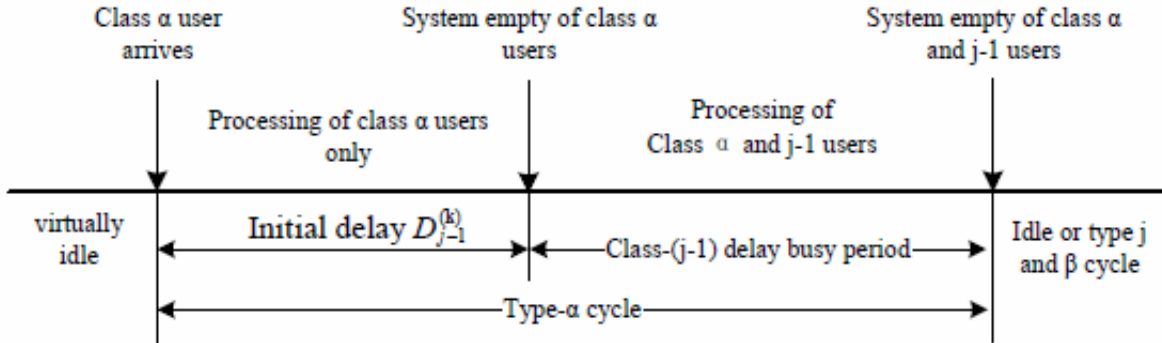 Class α user
arrives
System empty of class α
users
System empty of class α
and j-1 users
Processing of class α users
only
Processing of
Class α and j-1 users
virtually
idle
Initial delay D_{j-1}^{(k)}
Class-(j-1) delay busy period
Idle or type j
and β cycle
Type-α cycle